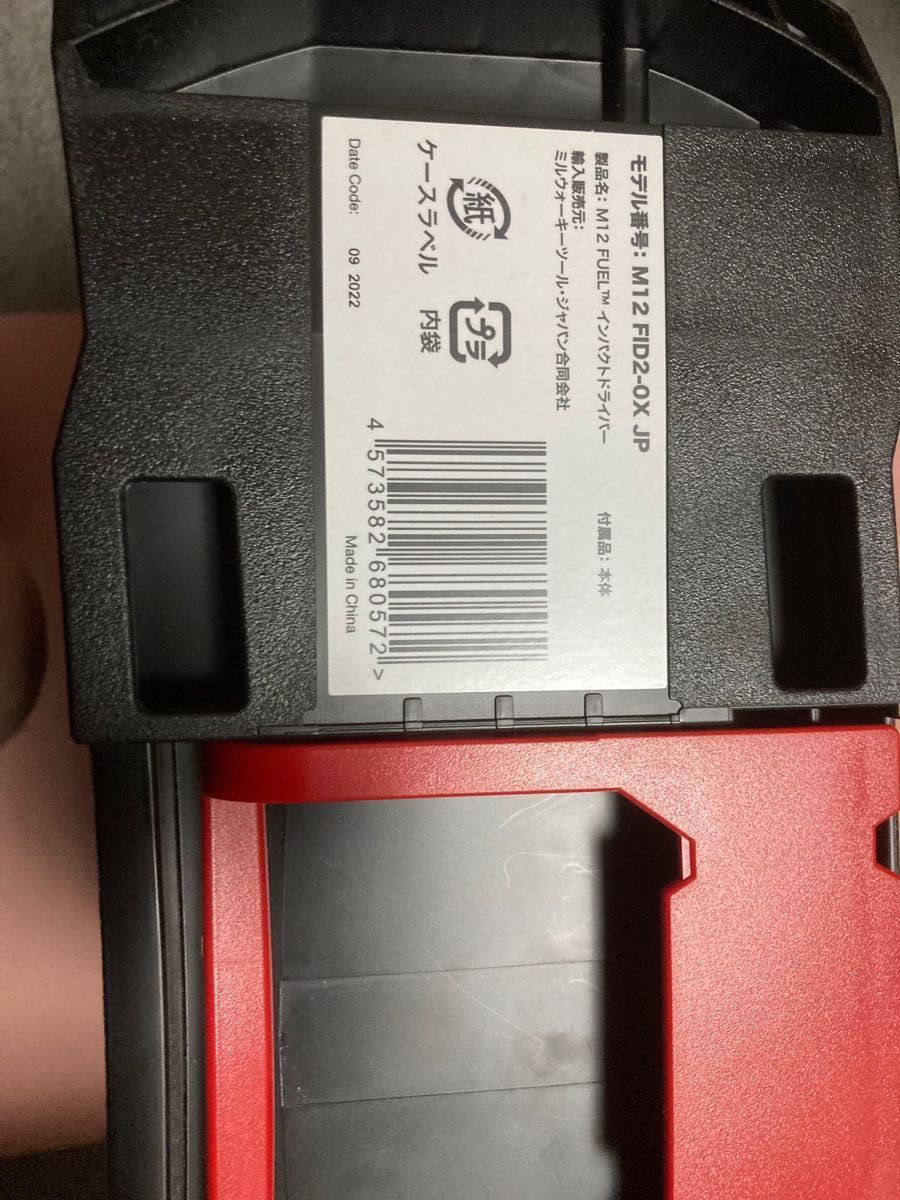 モデル番号: M12 FID2-0X JP
製品名: M12 FUEL™ インパクトドライバー
付属品: 本体
輸入販売元:
ミルウォーキーツール・ジャパン合同会社
紙
ケースラベル
プラ
内袋
4 573582 680572 >
Date Code: 09 2022
Made in China